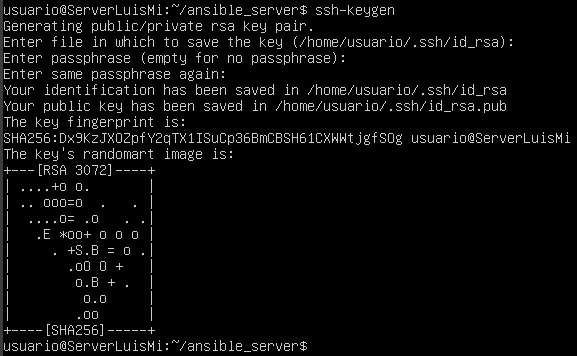 usuario@ServerLuisMi:~/ansible_server$ ssh-keygen
Generating public/private rsa key pair.
Enter file in which to save the key (/home/usuario/.ssh/id_rsa):
Enter passphrase (empty for no passphrase):
Enter same passphrase again:
Your identification has been saved in /home/usuario/.ssh/id_rsa
Your public key has been saved in /home/usuario/.ssh/id_rsa.pub
The key fingerprint is:
SHA256:Dx9KzJXOZpfY2qTX1ISuCp36BmCBSH61CXWWtjgfSOg usuario@ServerLuisMi
The key's randomart image is:
+---[RSA 3072]----+
| ....+o o.       |
| .. ooo=o  .   . |
|  ....o= .o   . .|
|   .E *oo+ o o o |
|     . +S.B = o .|
|       .oO O +   |
|        o.B + .  |
|         o.o     |
|        .oo      |
+----[SHA256]-----+
usuario@ServerLuisMi:~/ansible_server$